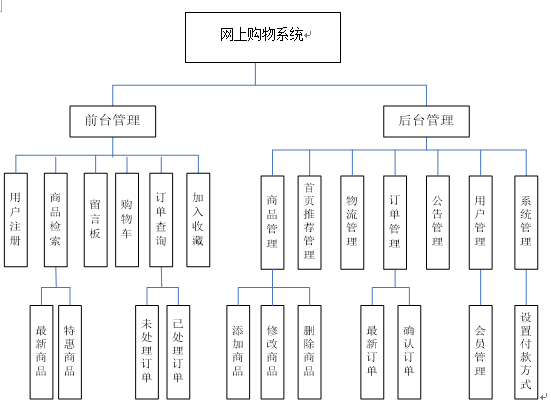 网上购物系统
前台管理
后台管理
用户注册
商品检索
留言板
购物车
订单查询
加入收藏
商品管理
首页推荐管理
物流管理
订单管理
公告管理
用户管理
系统管理
最新商品
特惠商品
未处理订单
已处理订单
添加商品
修改商品
删除商品
最新订单
确认订单
会员管理
设置付款方式